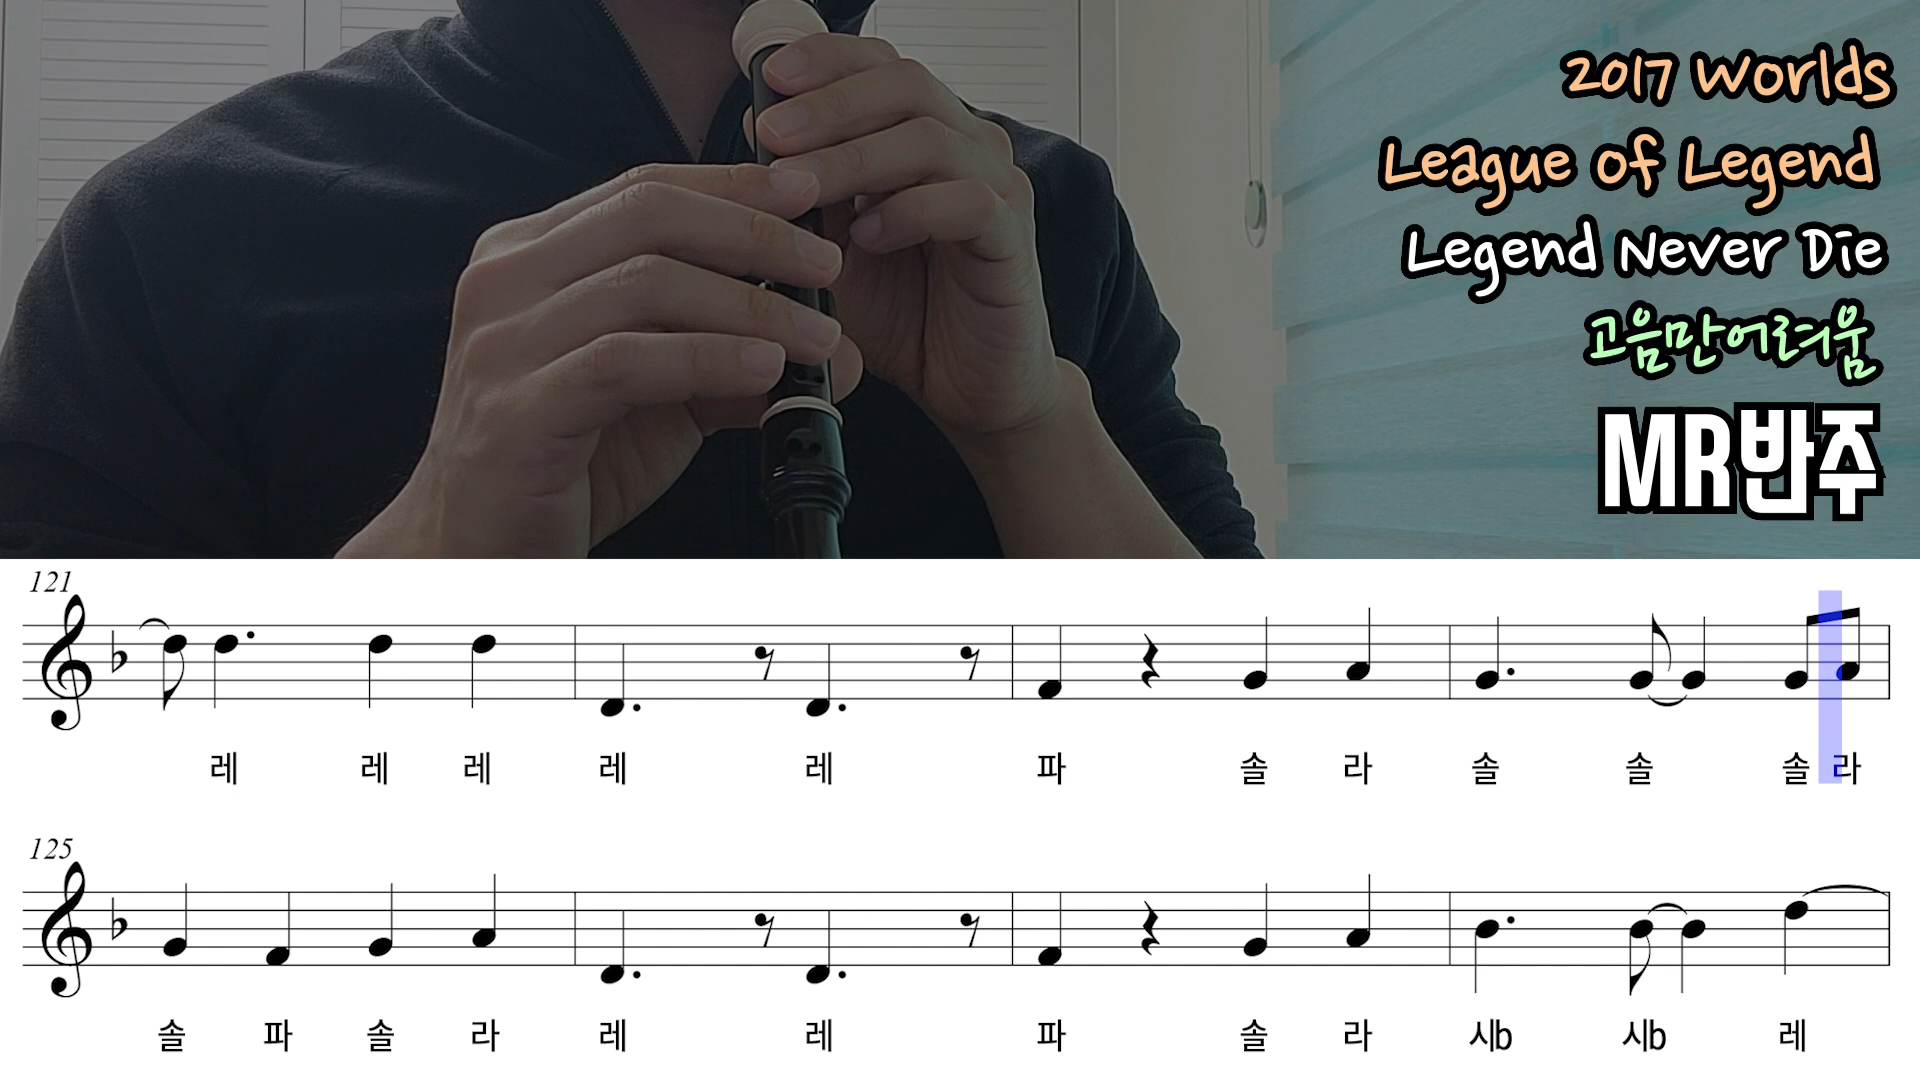 2017 Worlds
League of Legend
Legend Never Die
고음만어려움
MR반주
121
레 레 레 레 레 파 솔 라 솔 솔 솔 라
125
솔 파 솔 라 레 레 파 솔 라 시b 시b 레